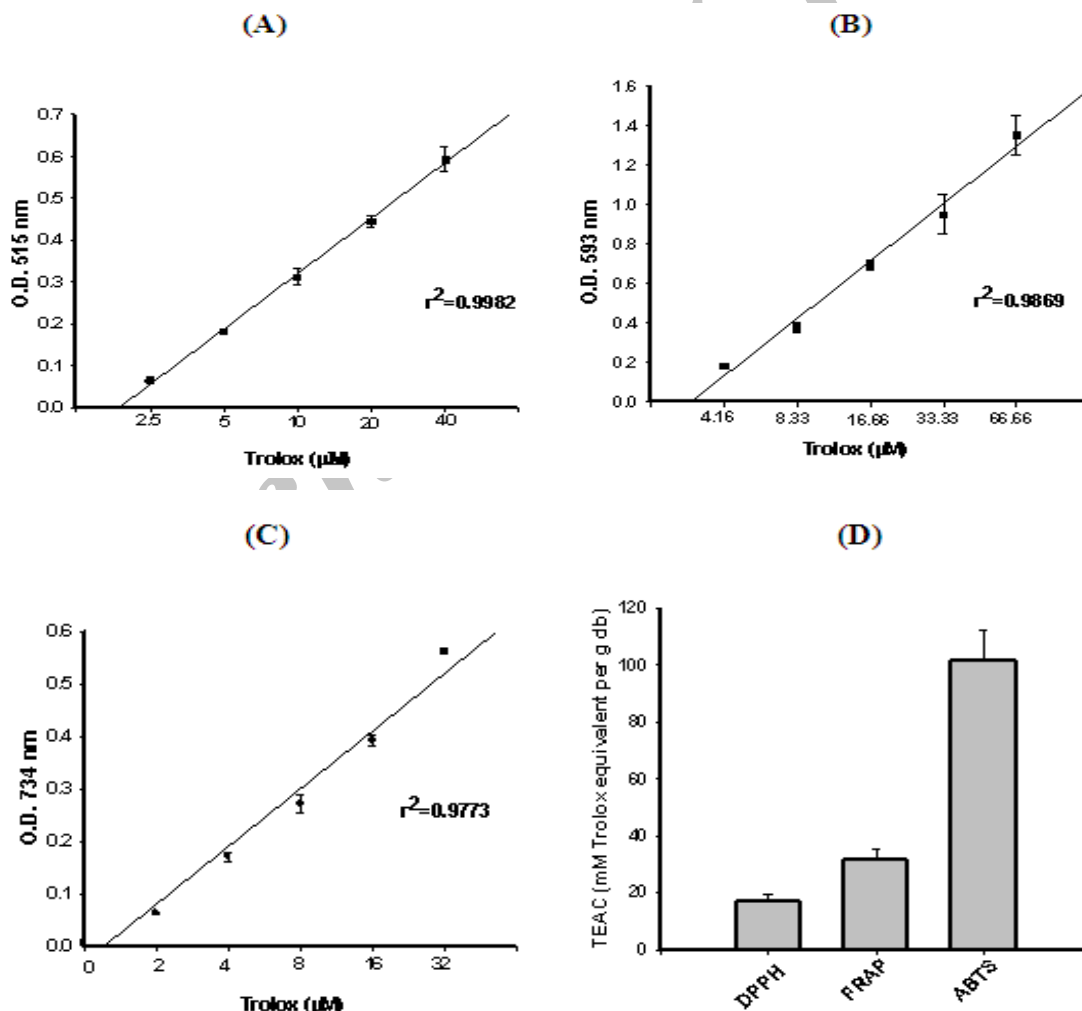 (A)
O.D. 515 nm
0.7
0.6
0.5
0.4
0.3
0.2
0.1
0.0
r²=0.9982
2.5 5 10 20 40
Trolox (µM)
(B)
O.D. 593 nm
1.6
1.4
1.2
1.0
0.8
0.6
0.4
0.2
0.0
r²=0.9869
4.16 8.33 16.66 33.33 66.66
Trolox (µM)
(C)
O.D. 734 nm
0.6
0.5
0.4
0.3
0.2
0.1
0.0
r²=0.9773
0 2 4 8 16 32
Trolox (µM)
(D)
TEAC (mM Trolox equivalent per g db)
120
100
80
60
40
20
0
DPPH FRAP ABTS